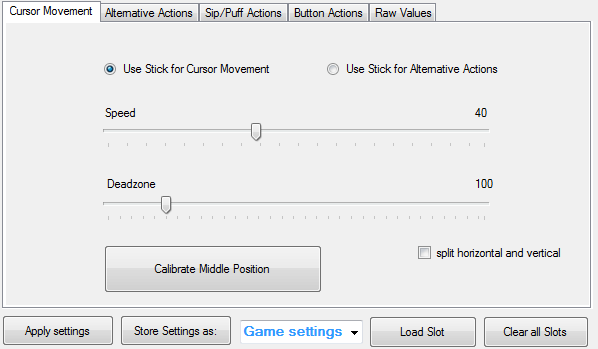 Cursor Movement Alternative Actions Sip/Puff Actions Button Actions Raw Values
Use Stick for Cursor Movement Use Stick for Alternative Actions
Speed 40
Deadzone 100
Calibrate Middle Position split horizontal and vertical
Apply settings Store Settings as: Game settings Load Slot Clear all Slots